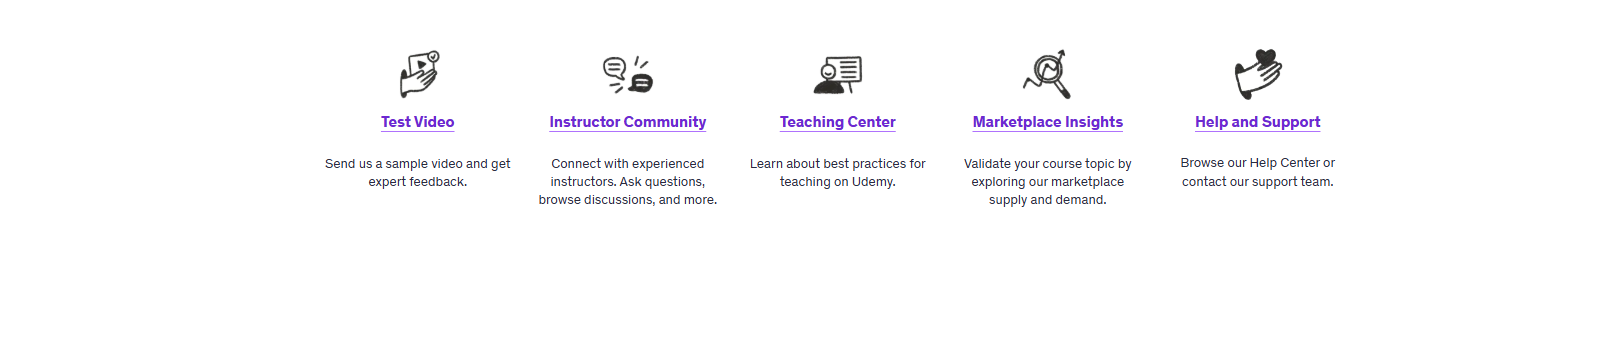 Test Video
Send us a sample video and get
expert feedback.
Instructor Community
Connect with experienced
instructors. Ask questions,
browse discussions, and more.
Teaching Center
Learn about best practices for
teaching on Udemy.
Marketplace Insights
Validate your course topic by
exploring our marketplace
supply and demand.
Help and Support
Browse our Help Center or
contact our support team.